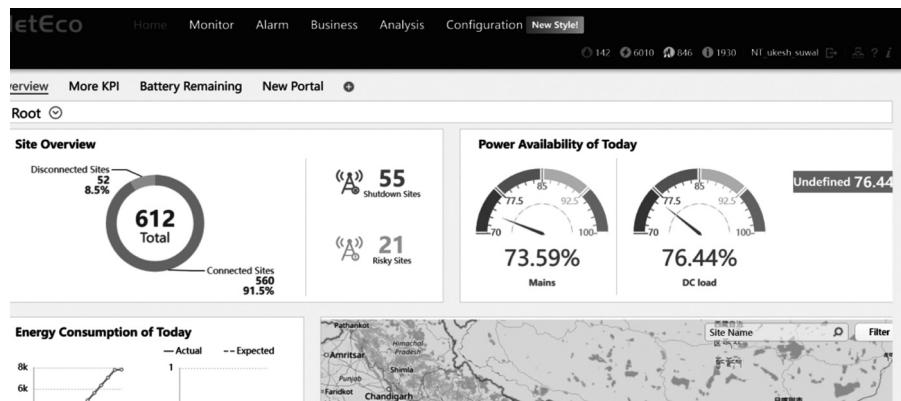 etEco
Home Monitor Alarm Business Analysis Configuration New Style!
142 6010 846 1930 NT_ukesh_suwal ? i
verview More KPI Battery Remaining New Portal
Root
Site Overview
Disconnected Sites
52
8.5%
612
Total
Connected Sites
560
91.5%
55
Shutdown Sites
21
Risky Sites
Power Availability of Today
70 77.5 85 92.5 100
73.59%
Mains
70 77.5 85 92.5 100
76.44%
DC load
Undefined 76.44
Energy Consumption of Today
Actual Expected
8k
6k
1
Pathankot
Himachal
Pradesh
Amritsar
Shimla
Punjab
Faridkot
Chandigarh
Site Name
Filter